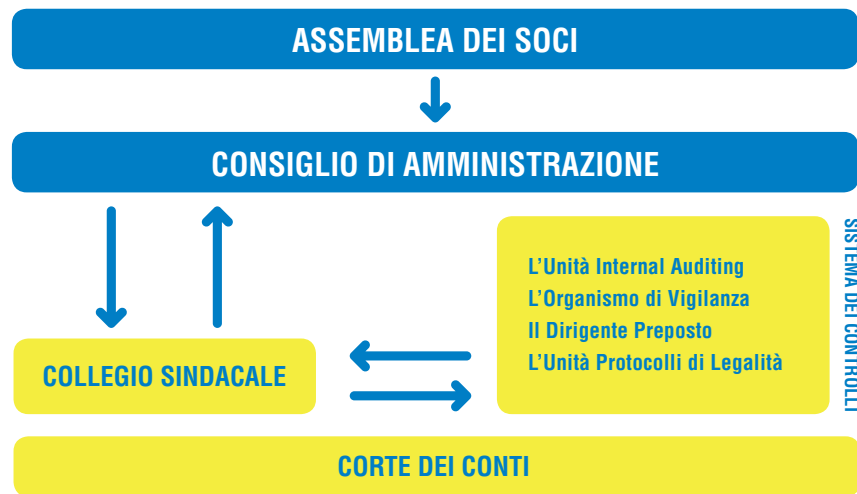 ASSEMBLEA DEI SOCI
CONSIGLIO DI AMMINISTRAZIONE
L'Unità Internal Auditing
L'Organismo di Vigilanza
Il Dirigente Preposto
L'Unità Protocolli di Legalità
SISTEMA DEI CONTROLLI
COLLEGIO SINDACALE
CORTE DEI CONTI